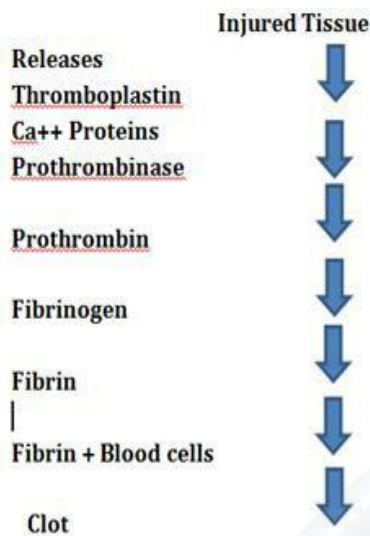 Injured Tissue
Releases
Thromboplastin
Ca++ Proteins
Prothrombinase
Prothrombin
Fibrinogen
Fibrin
Fibrin + Blood cells
Clot